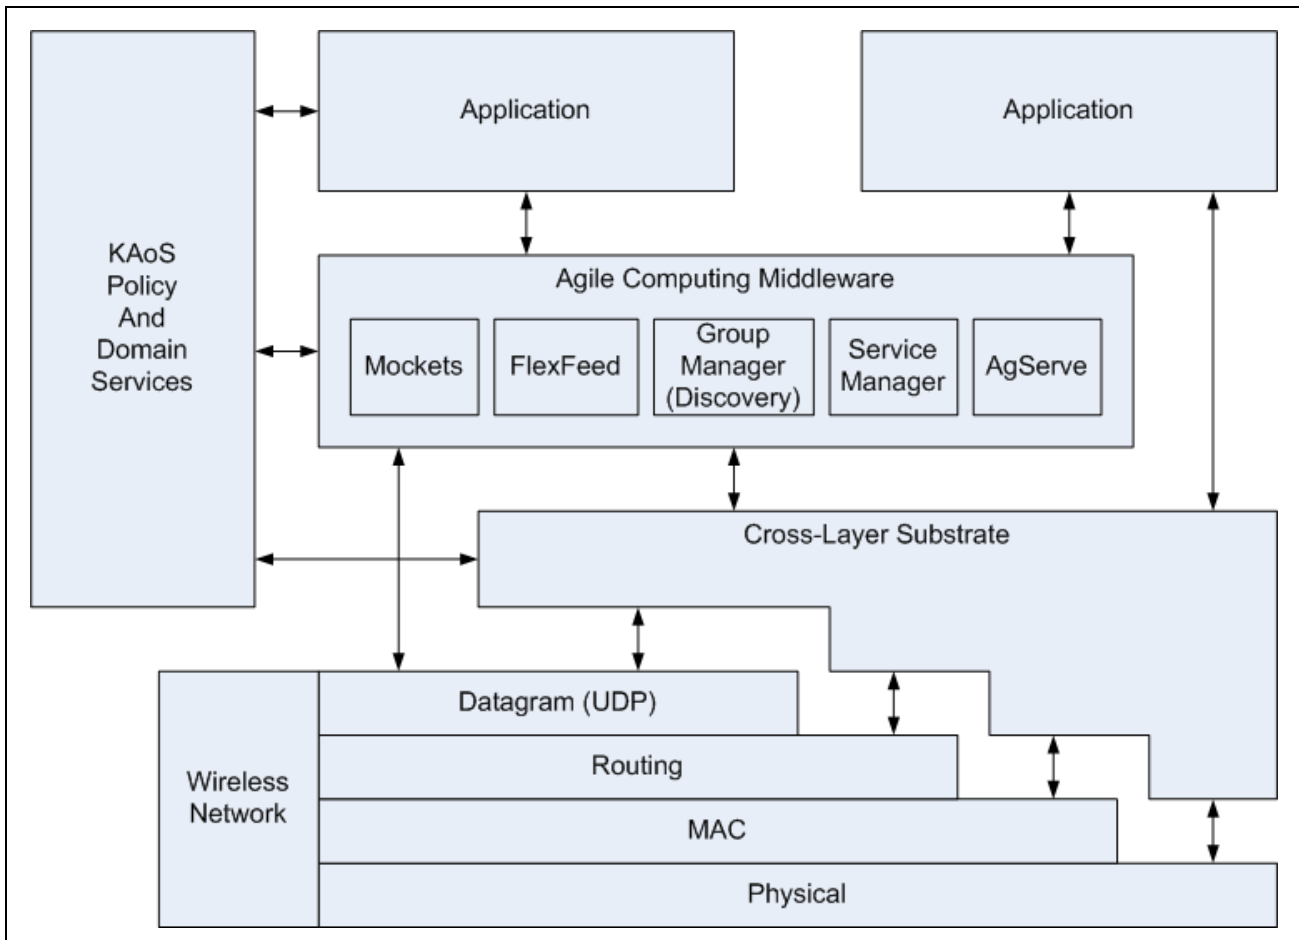 Application
Application
KAoS
Policy
And
Domain
Services
Agile Computing Middleware
Mockets
FlexFeed
Group
Manager
(Discovery)
Service
Manager
AgServe
Cross-Layer Substrate
Wireless
Network
Datagram (UDP)
Routing
MAC
Physical